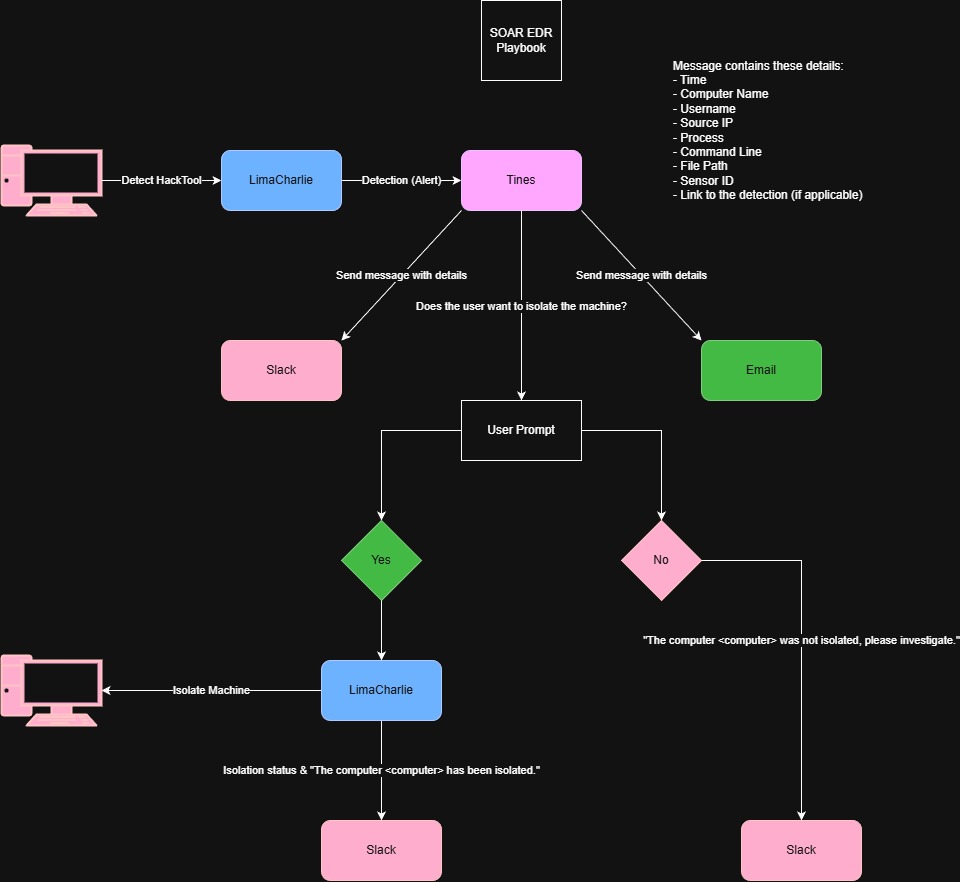 SOAR EDR
Playbook
Message contains these details:
- Time
- Computer Name
- Username
- Source IP
- Process
- Command Line
- File Path
- Sensor ID
- Link to the detection (if applicable)
Detect HackTool
LimaCharlie
Detection (Alert)
Tines
Send message with details
Send message with details
Does the user want to isolate the machine?
Slack
Email
User Prompt
Yes
No
"The computer <computer> was not isolated, please investigate."
Isolate Machine
LimaCharlie
Isolation status & "The computer <computer> has been isolated."
Slack
Slack